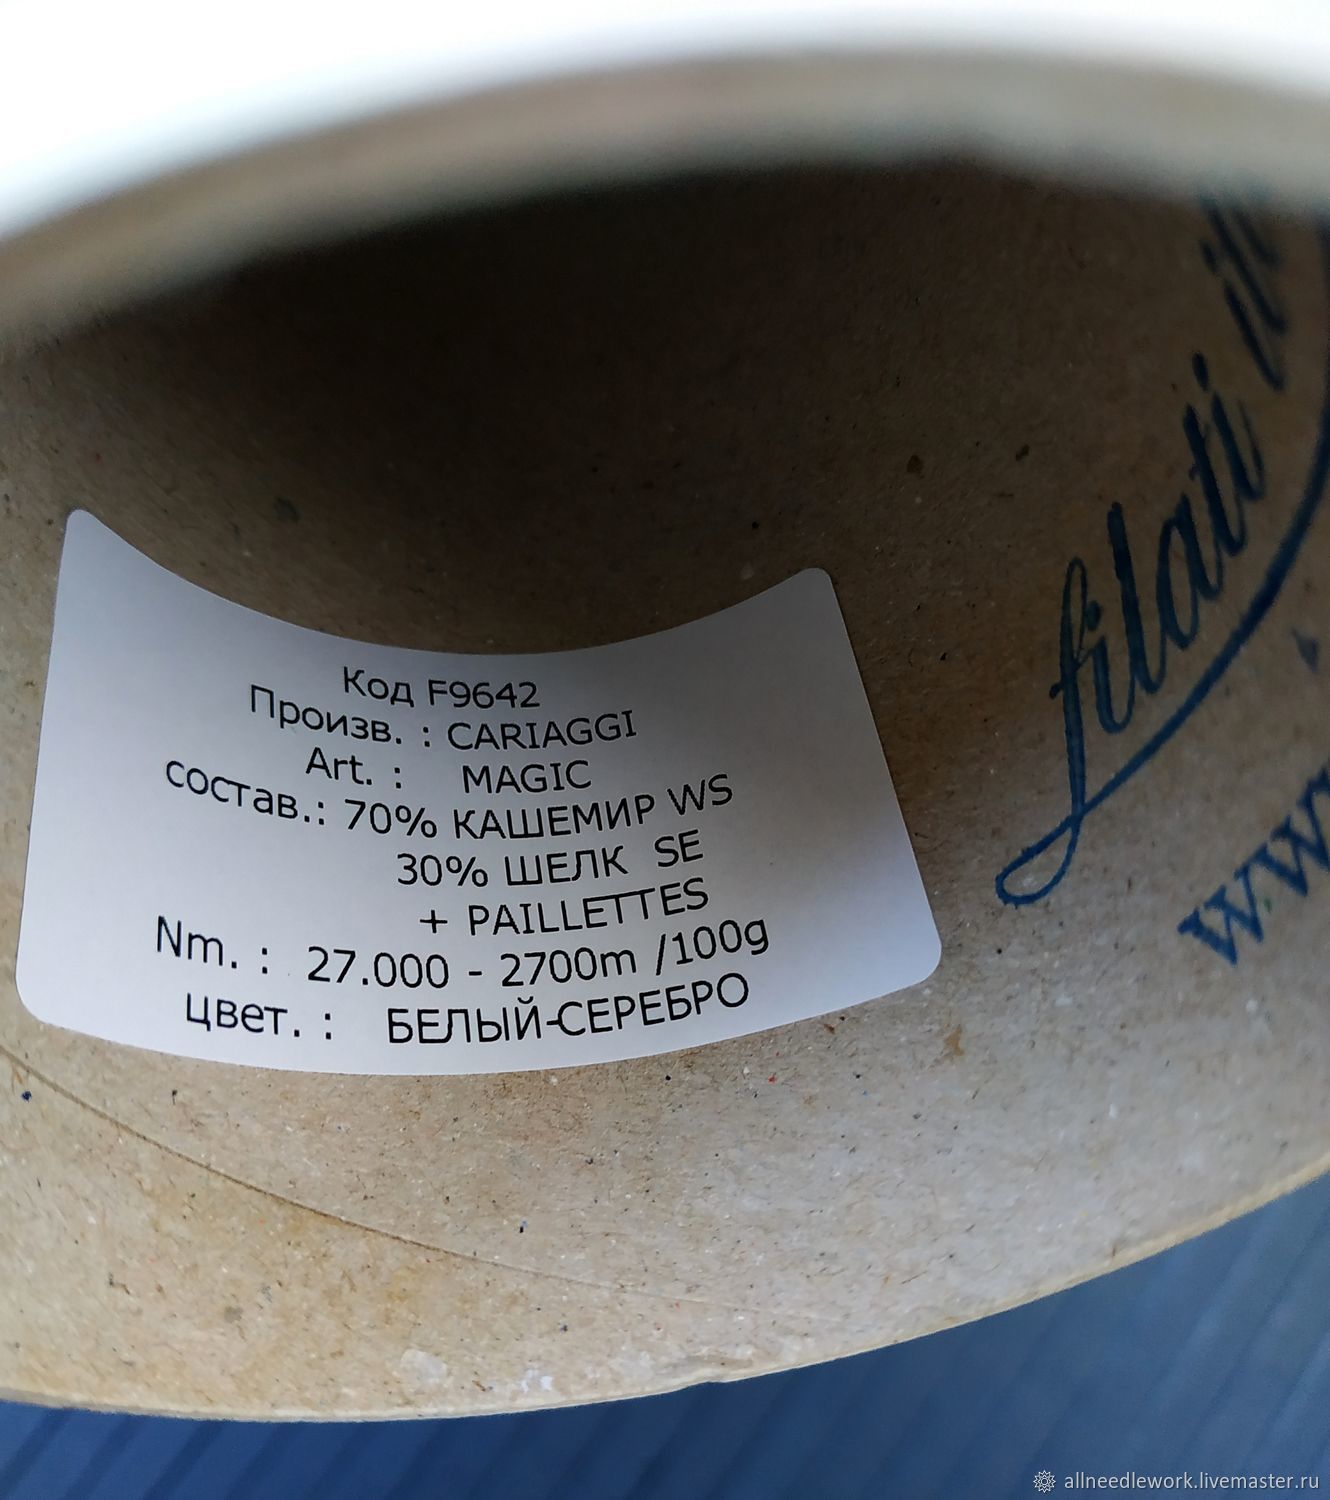 Код F9642
Произв. : CARIAGGI
Art. : MAGIC
состав.: 70% КАШЕМИР WS
30% ШЕЛК SE
+ PAILLETTES
Nm. : 27.000 - 2700m /100g
цвет. : БЕЛЫЙ-СЕРЕБРО
filati
allneedlework.livemaster.ru